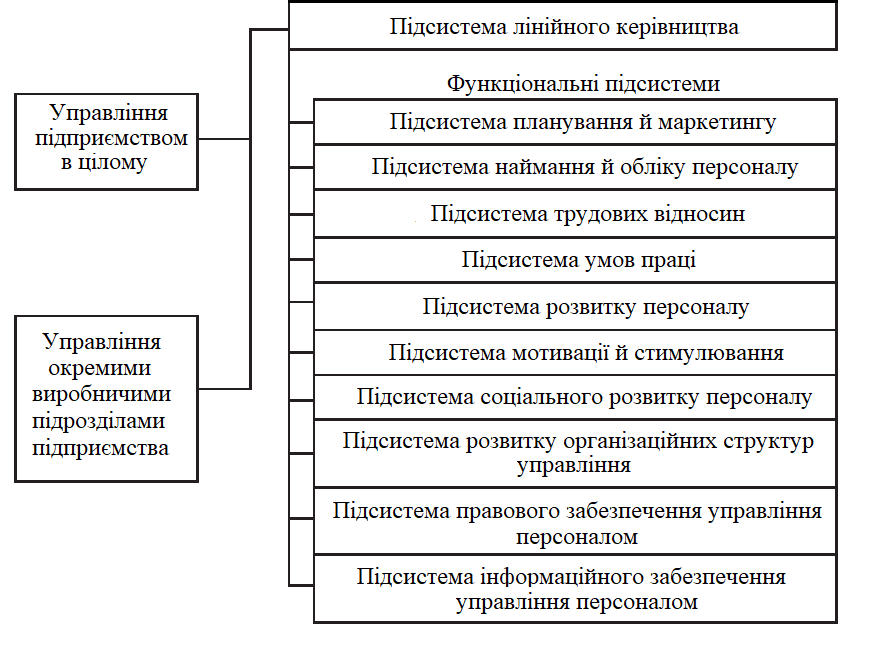 Підсистема лінійного керівництва
Функціональні підсистеми
Управління
підприємством
в цілому
Підсистема планування й маркетингу
Підсистема наймання й обліку персоналу
Підсистема трудових відносин
Підсистема умов праці
Підсистема розвитку персоналу
Управління
окремими
виробничими
підрозділами
підприємства
Підсистема мотивації й стимулювання
Підсистема соціального розвитку персоналу
Підсистема розвитку організаційних структур
управління
Підсистема правового забезпечення управління
персоналом
Підсистема інформаційного забезпечення
управління персоналом